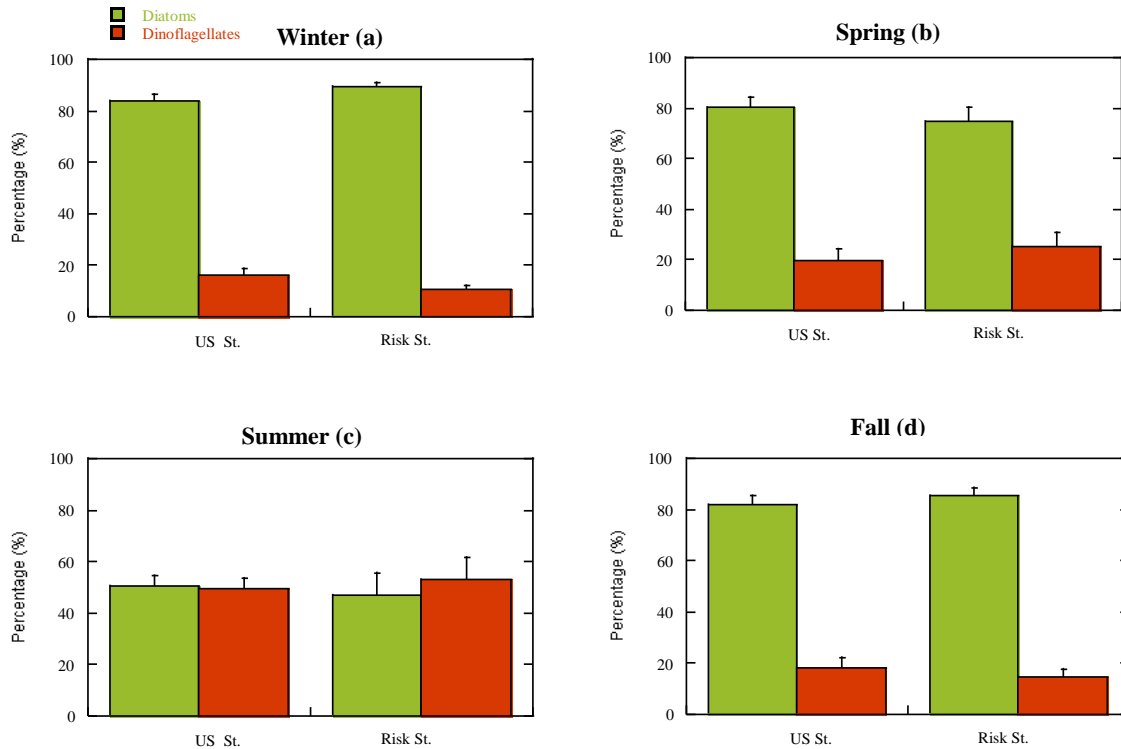 Diatoms
Dinoflagellates
Winter (a)
100
80
60
40
20
0
Percentage (%)
US St.
Risk St.
Spring (b)
100
80
60
40
20
0
Percentage (%)
US St.
Risk St.
Summer (c)
100
80
60
40
20
0
Percentage (%)
US St.
Risk St.
Fall (d)
100
80
60
40
20
0
Percentage (%)
US St.
Risk St.